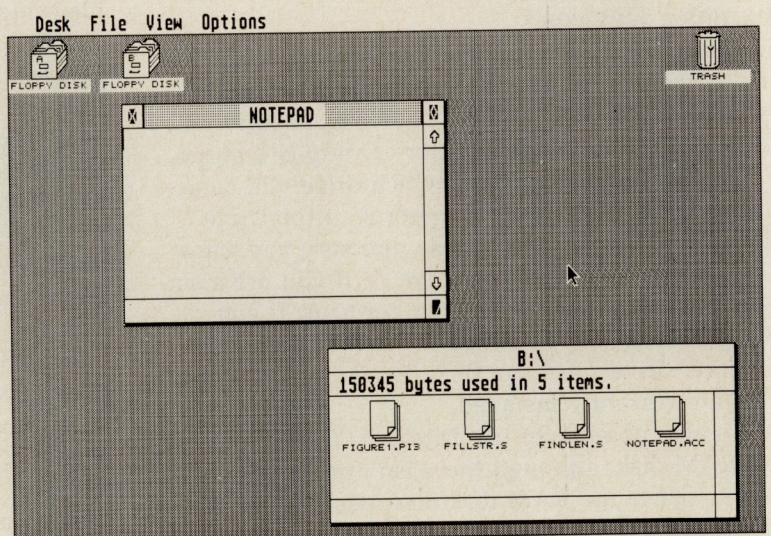 Desk File View Options
A B
FLOPPY DISK FLOPPY DISK TRASH
NOTEPAD
B:\
150345 bytes used in 5 items.
FIGURE1.PI3 FILLSTR.S FINDLEN.S NOTEPAD.ACC